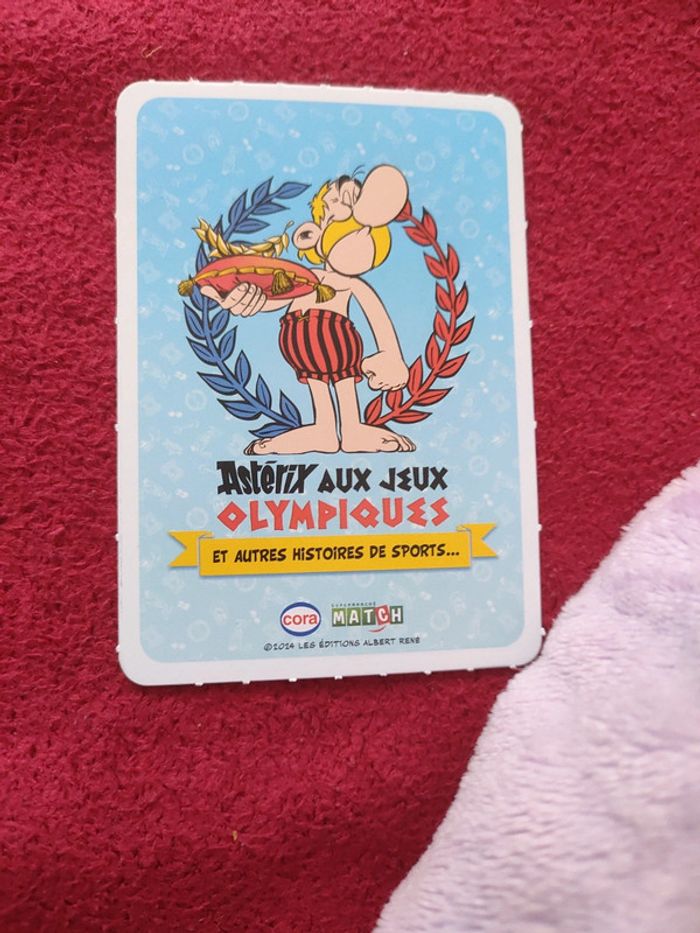 Astérix AUX JEUX
OLYMPIQUES
ET AUTRES HISTOIRES DE SPORTS...
cora
SUPERMARCHÉ
MATCH
©2024 LES ÉDITIONS ALBERT RENÉ